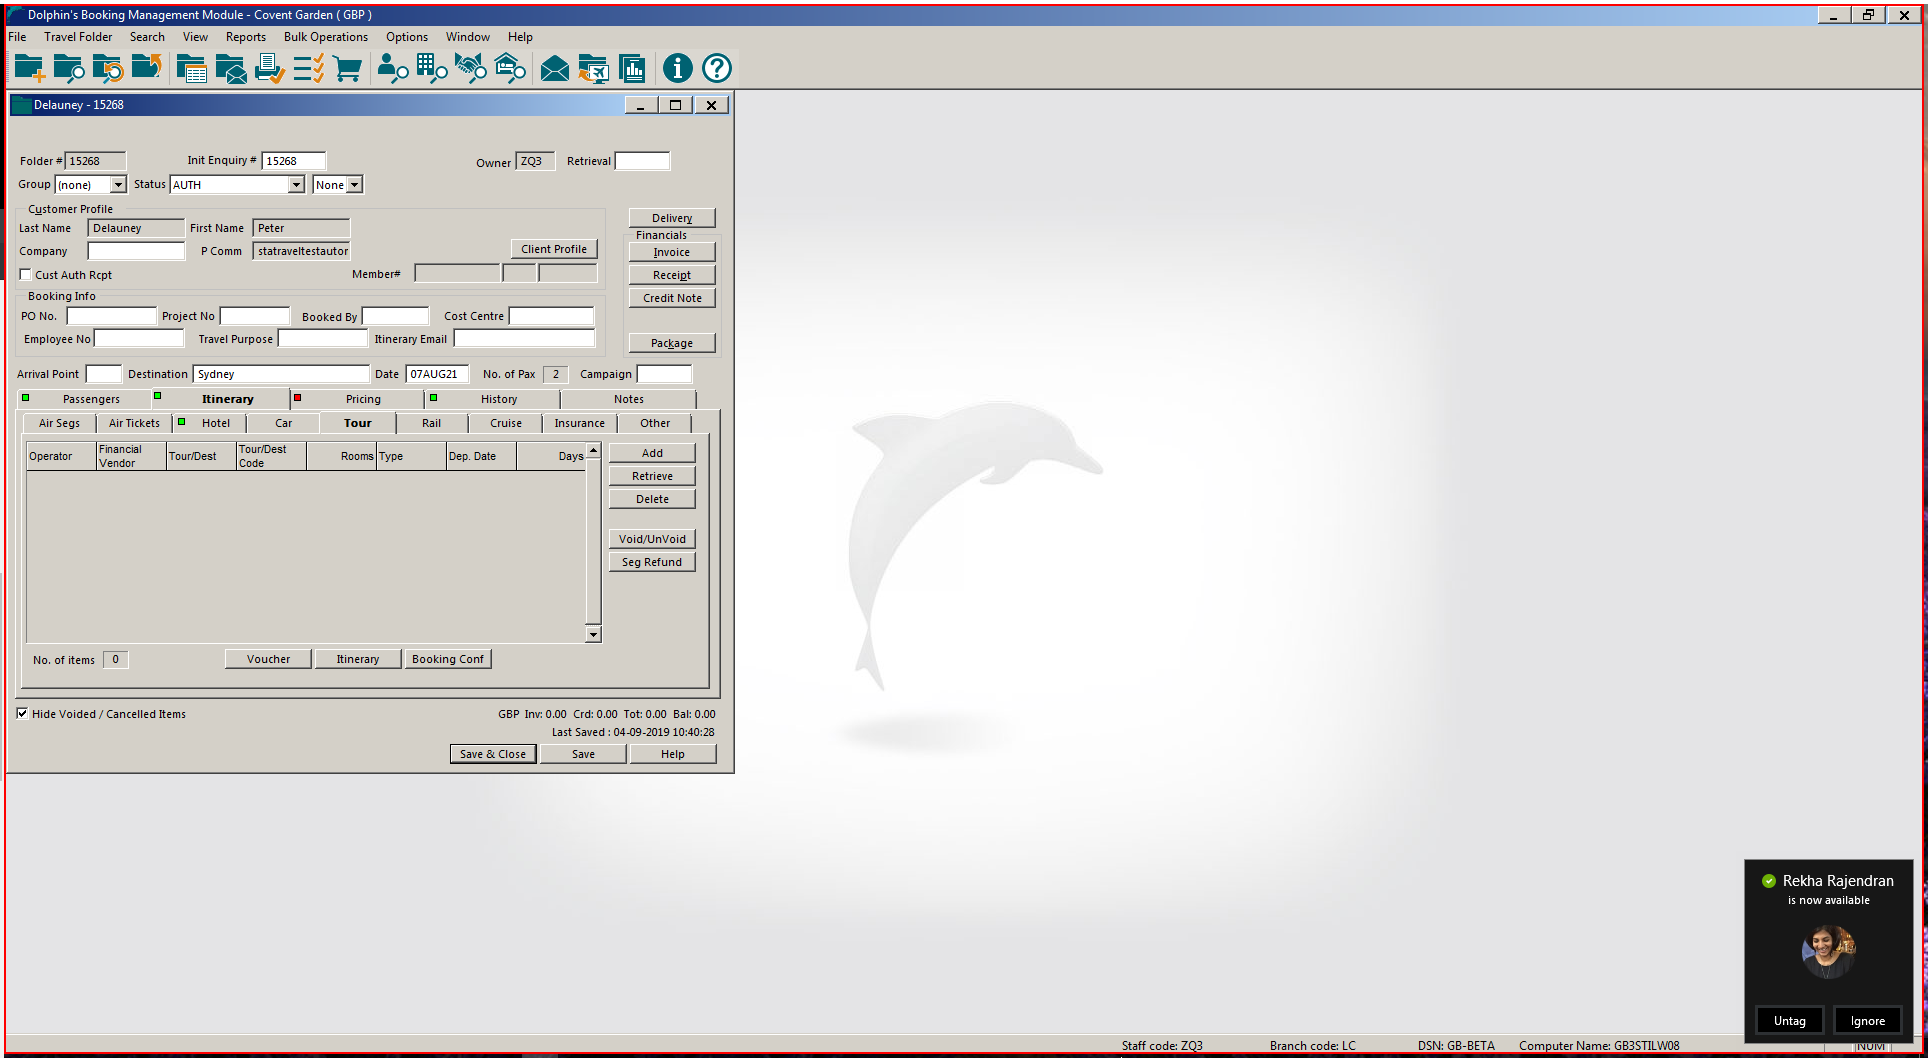 Dolphin's Booking Management Module - Covent Garden ( GBP )
File Travel Folder Search View Reports Bulk Operations Options Window Help
Delauney - 15268
Folder # 15268 Init Enquiry # 15268 Owner ZQ3 Retrieval
Group (none) Status AUTH None
Customer Profile
Last Name Delauney First Name Peter
Company P Comm stataveltestautor
Client Profile
Cust Auth Rcpt Member#
Delivery
Financials
Invoice
Receipt
Credit Note
Package
Booking Info
PO No. Project No Booked By Cost Centre
Employee No Travel Purpose Itinerary Email
Arrival Point Destination Sydney Date 07AUG21 No. of Pax 2 Campaign
Passengers Itinerary Pricing History Notes
Air Segs Air Tickets Hotel Car Tour Rail Cruise Insurance Other
Operator Financial Vendor Tour/Dest Tour/Dest Code Rooms Type Dep. Date Days
Add
Retrieve
Delete
Void/UnVoid
Seg Refund
No. of items 0 Voucher Itinerary Booking Conf
Hide Voided / Cancelled Items GBP Inv: 0.00 Crd: 0.00 Tot: 0.00 Bal: 0.00
Last Saved : 04-09-2019 10:40:28
Save & Close Save Help
Rekha Rajendran
is now available
Untag Ignore
Staff code: ZQ3 Branch code: LC DSN: GB-BETA Computer Name: GB3STILW08 NUM